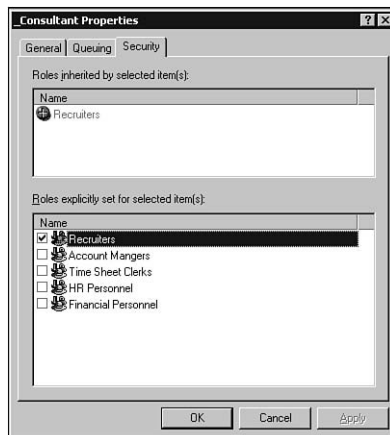 _Consultant Properties
General Queuing Security
Roles inherited by selected item(s):
Name
Recruiters
Roles explicitly set for selected item(s):
Name
Recruiters
Account Mangers
Time Sheet Clerks
HR Personnel
Financial Personnel
OK Cancel Apply